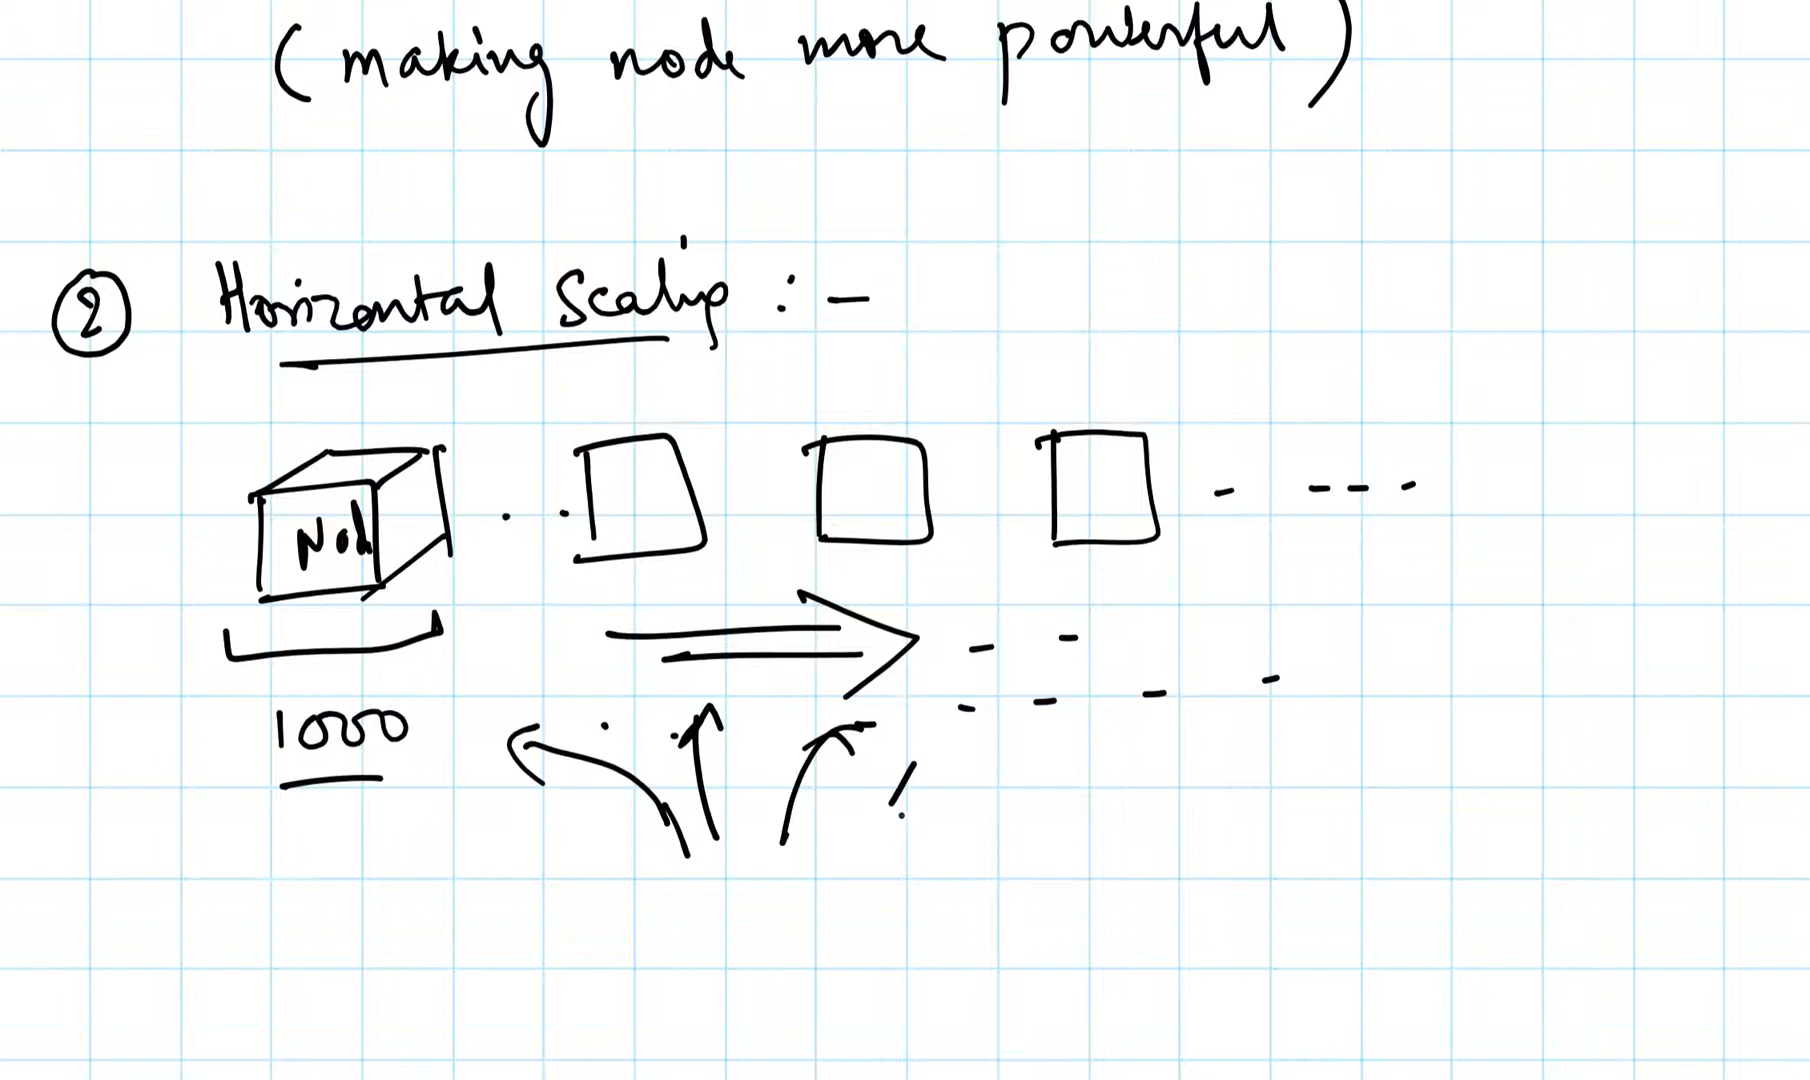 (making node more powerful)
② Horizontal Scaling :-
Nod
1000